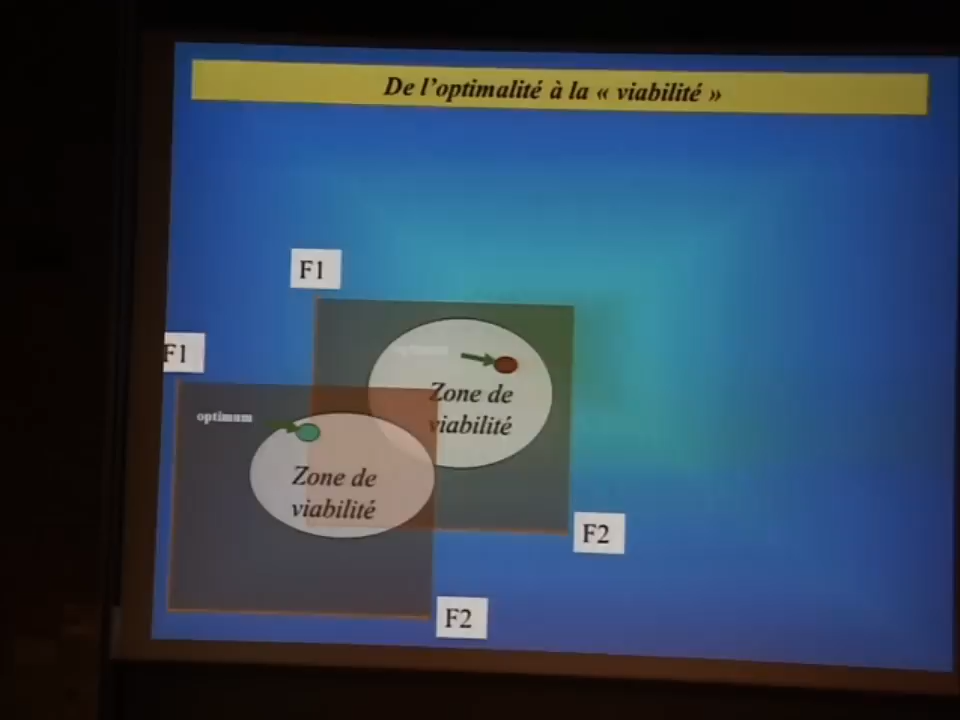 De l'optimalité à la « viabilité »
F1
F1
Zone de
viabilité
optimum
Zone de
viabilité
F2
F2